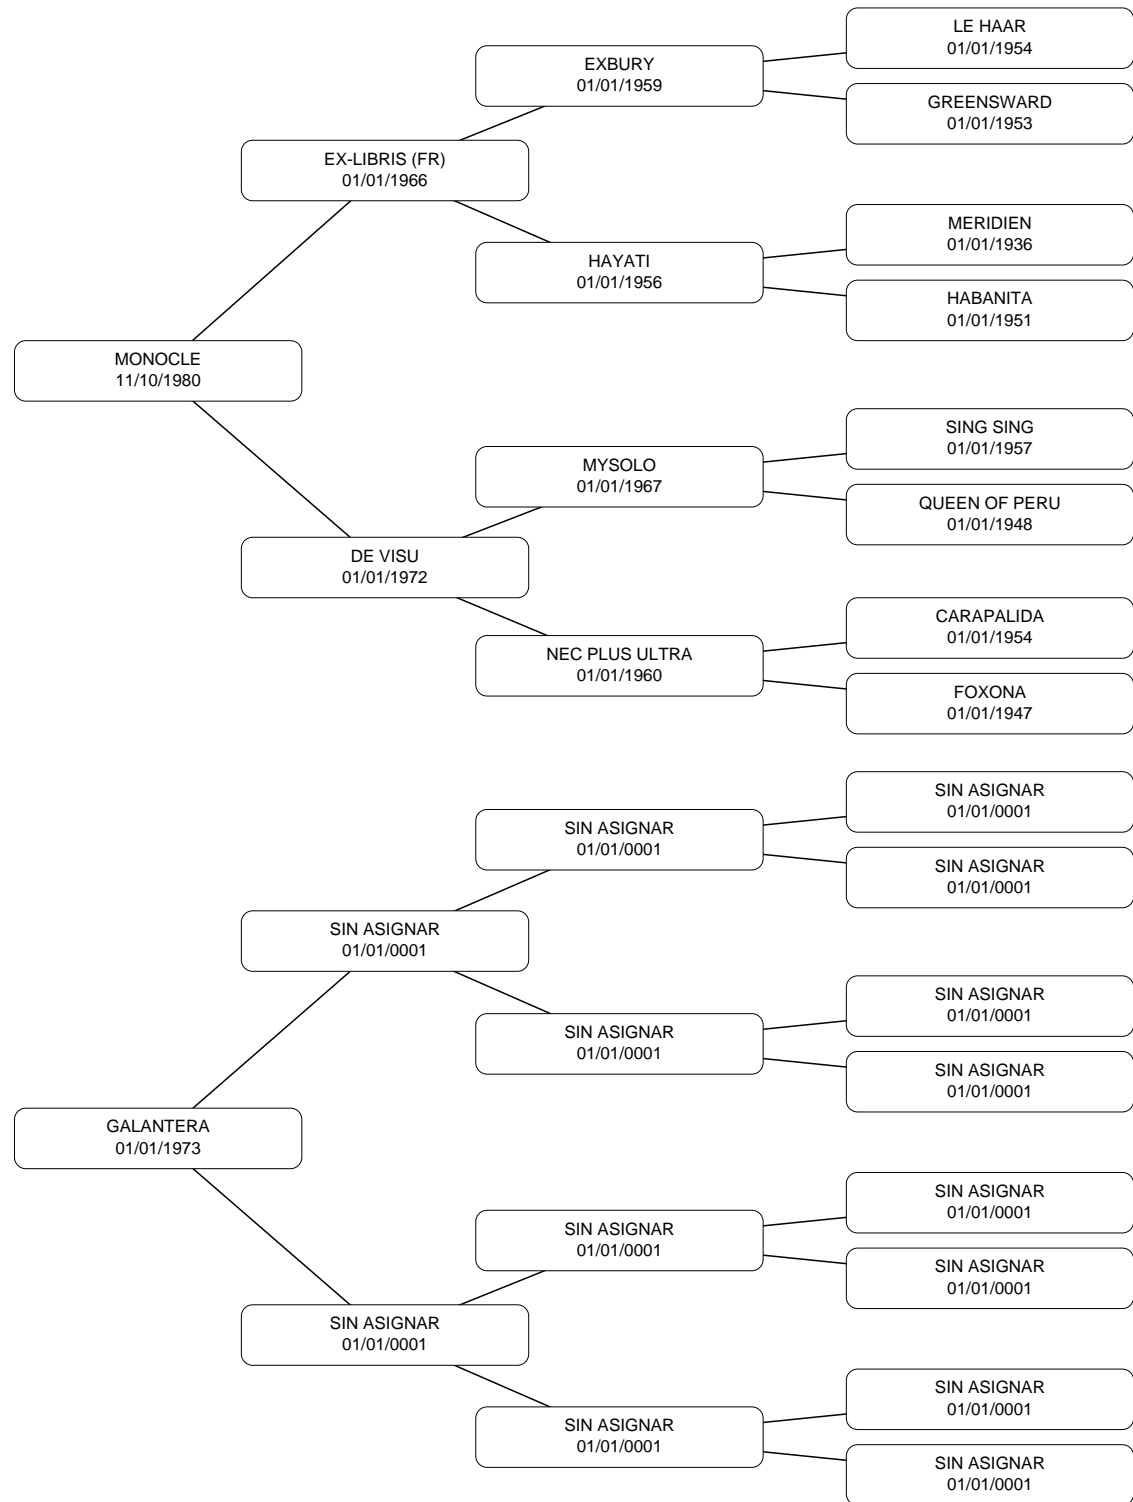 LE HAAR
01/01/1954
EXBURY
01/01/1959
GREENSWARD
01/01/1953
EX-LIBRIS (FR)
01/01/1966
MERIDIEN
01/01/1936
HAYATI
01/01/1956
HABANITA
01/01/1951
MONOCLE
11/10/1980
SING SING
01/01/1957
MYSOLO
01/01/1967
QUEEN OF PERU
01/01/1948
DE VISU
01/01/1972
CARAPALIDA
01/01/1954
NEC PLUS ULTRA
01/01/1960
FOXONA
01/01/1947
SIN ASIGNAR
01/01/0001
SIN ASIGNAR
01/01/0001
SIN ASIGNAR
01/01/0001
SIN ASIGNAR
01/01/0001
SIN ASIGNAR
01/01/0001
SIN ASIGNAR
01/01/0001
SIN ASIGNAR
01/01/0001
GALANTERA
01/01/1973
SIN ASIGNAR
01/01/0001
SIN ASIGNAR
01/01/0001
SIN ASIGNAR
01/01/0001
SIN ASIGNAR
01/01/0001
SIN ASIGNAR
01/01/0001
SIN ASIGNAR
01/01/0001
SIN ASIGNAR
01/01/0001